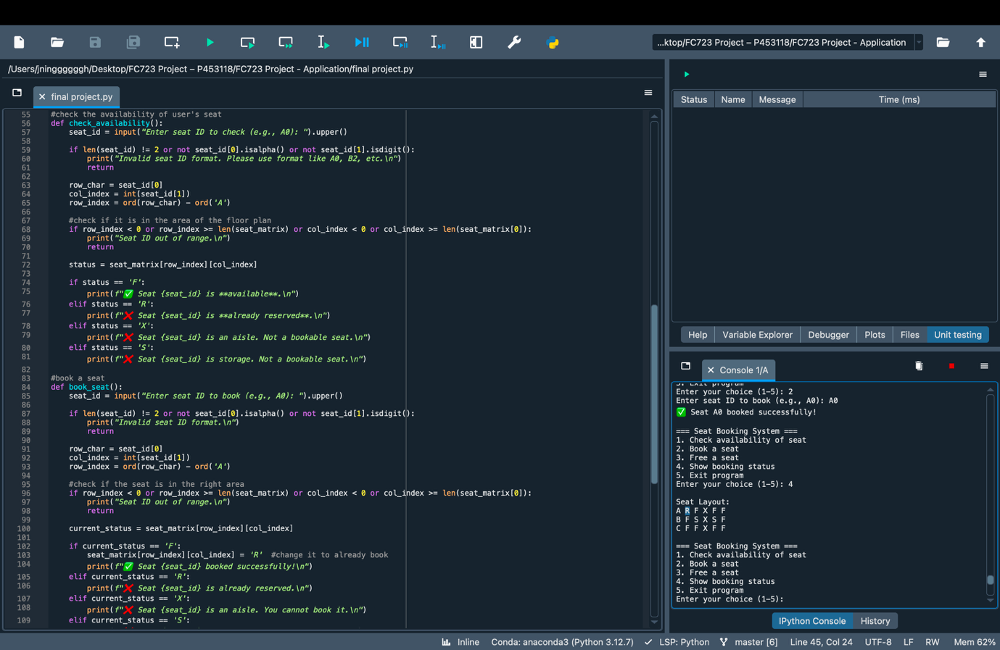 ...ktop/FC723 Project – P453118/FC723 Project - Application
/Users/jningggggggh/Desktop/FC723 Project – P453118/FC723 Project - Application/final project.py
final project.py
55 #check the availability of user's seat
56 def check_availability():
57 seat_id = input("Enter seat ID to check (e.g., A0): ").upper()
58
59 if len(seat_id) != 2 or not seat_id[0].isalpha() or not seat_id[1].isdigit():
60 print("Invalid seat ID format. Please use format like A0, B2, etc.\n")
61 return
62
63 row_char = seat_id[0]
64 col_index = int(seat_id[1])
65 row_index = ord(row_char) - ord('A')
66
67 #check if it is in the area of the floor plan
68 if row_index < 0 or row_index >= len(seat_matrix) or col_index < 0 or col_index >= len(seat_matrix[0]):
69 print("Seat ID out of range.\n")
70 return
71
72 status = seat_matrix[row_index][col_index]
73
74 if status == 'F':
75 print(f"✅ Seat {seat_id} is **available**.\n")
76 elif status == 'R':
77 print(f"❌ Seat {seat_id} is **already reserved**.\n")
78 elif status == 'X':
79 print(f"❌ Seat {seat_id} is an aisle. Not a bookable seat.\n")
80 elif status == 'S':
81 print(f"❌ Seat {seat_id} is storage. Not a bookable seat.\n")
82
83 #book a seat
84 def book_seat():
85 seat_id = input("Enter seat ID to book (e.g., A0): ").upper()
86
87 if len(seat_id) != 2 or not seat_id[0].isalpha() or not seat_id[1].isdigit():
88 print("Invalid seat ID format.\n")
89 return
90
91 row_char = seat_id[0]
92 col_index = int(seat_id[1])
93 row_index = ord(row_char) - ord('A')
94
95 #check if the seat is in the right area
96 if row_index < 0 or row_index >= len(seat_matrix) or col_index < 0 or col_index >= len(seat_matrix[0]):
97 print("Seat ID out of range.\n")
98 return
99
100 current_status = seat_matrix[row_index][col_index]
101
102 if current_status == 'F':
103 seat_matrix[row_index][col_index] = 'R' #change it to already book
104 print(f"✅ Seat {seat_id} booked successfully!\n")
105 elif current_status == 'R':
106 print(f"❌ Seat {seat_id} is already reserved.\n")
107 elif current_status == 'X':
108 print(f"❌ Seat {seat_id} is an aisle. You cannot book it.\n")
109 elif current_status == 'S':
Status Name Message Time (ms)
Help Variable Explorer Debugger Plots Files Unit testing
Console 1/A
5. Exit program
Enter your choice (1-5): 2
Enter seat ID to book (e.g., A0): A0
✅ Seat A0 booked successfully!
=== Seat Booking System ===
1. Check availability of seat
2. Book a seat
3. Free a seat
4. Show booking status
5. Exit program
Enter your choice (1-5): 4
Seat Layout:
A R F X F F
B F S X S F
C F F X F F
=== Seat Booking System ===
1. Check availability of seat
2. Book a seat
3. Free a seat
4. Show booking status
5. Exit program
Enter your choice (1-5):
IPython Console History
Inline Conda: anaconda3 (Python 3.12.7) ✓ LSP: Python master [6] Line 45, Col 24 UTF-8 LF RW Mem 62%